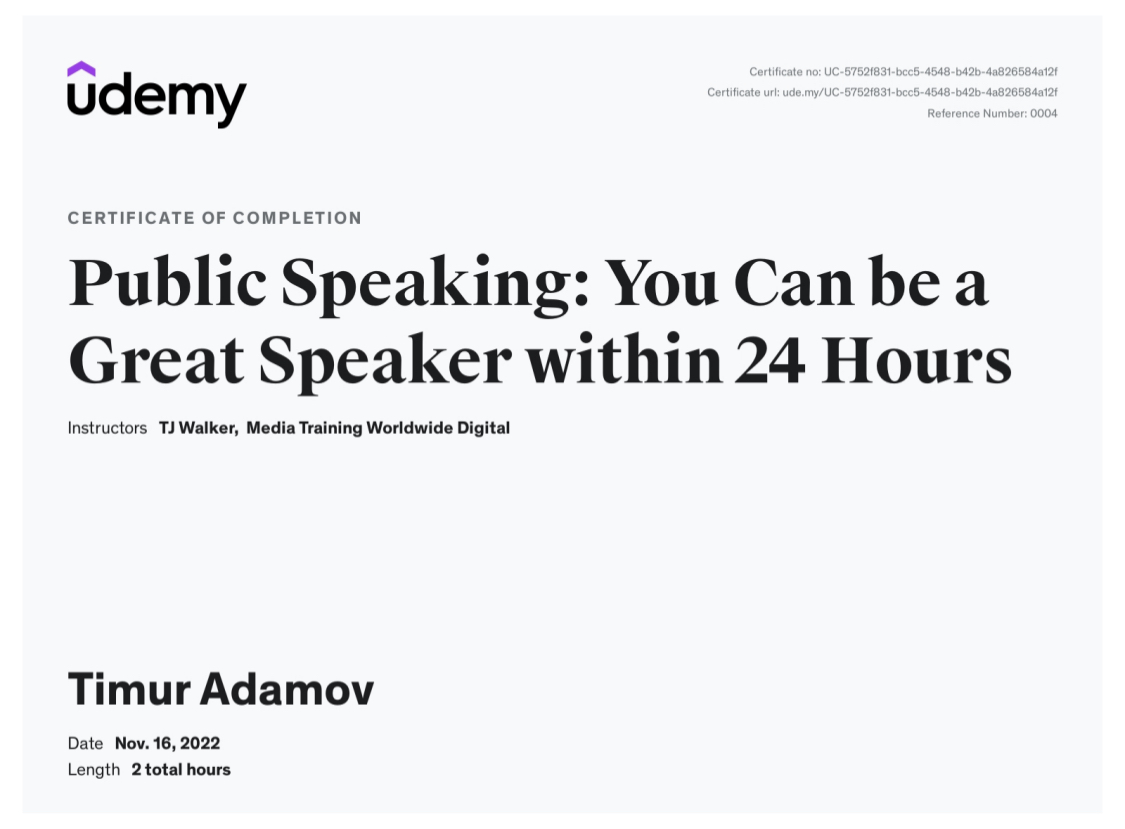 udemy
Certificate no: UC-5752f831-bcc5-4548-b42b-4a826584a12f
Certificate url: ude.my/UC-5752f831-bcc5-4548-b42b-4a826584a12f
Reference Number: 0004
CERTIFICATE OF COMPLETION
Public Speaking: You Can be a
Great Speaker within 24 Hours
Instructors TJ Walker, Media Training Worldwide Digital
Timur Adamov
Date Nov. 16, 2022
Length 2 total hours